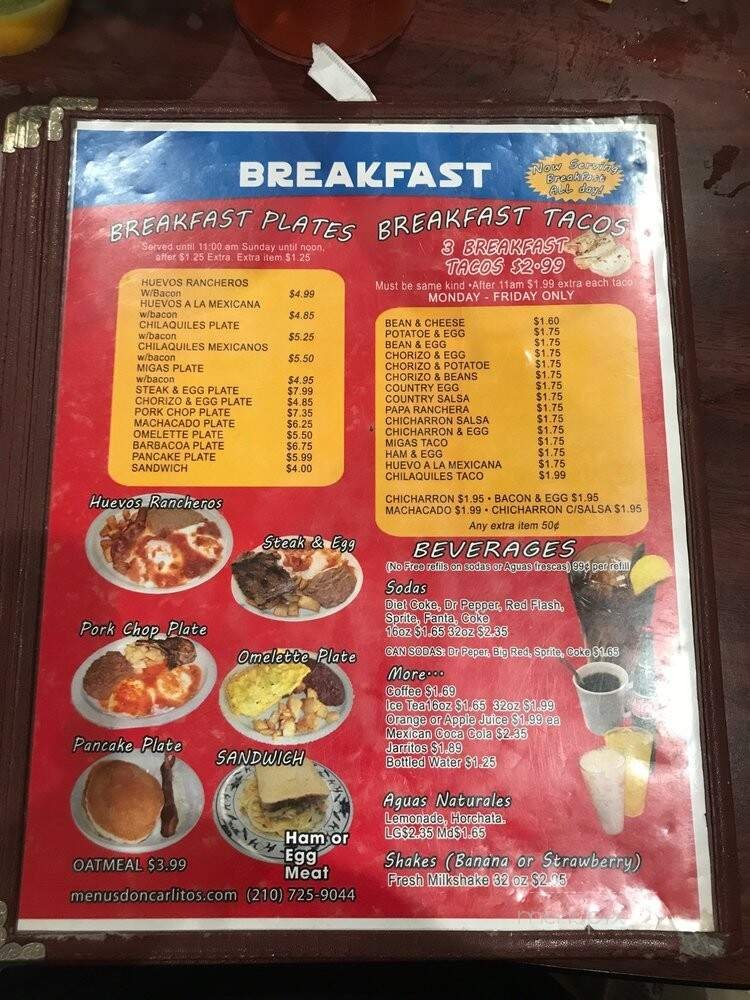 BREAKFAST
Now Serving
Breakfast
ALL day!
BREAKFAST PLATES
Served until 11:00 am Sunday until noon,
after $1.25 Extra. Extra item $1.25
HUEVOS RANCHEROS
W/Bacon $4.99
HUEVOS A LA MEXICANA
w/bacon $4.85
CHILAQUILES PLATE
w/bacon $5.25
CHILAQUILES MEXICANOS
w/bacon $5.50
MIGAS PLATE
w/bacon $4.95
STEAK & EGG PLATE $7.99
CHORIZO & EGG PLATE $4.85
PORK CHOP PLATE $7.35
MACHACADO PLATE $6.25
OMELETTE PLATE $5.50
BARBACOA PLATE $6.75
PANCAKE PLATE $5.99
SANDWICH $4.00
Huevos Rancheros
Steak & Egg
Pork Chop Plate
Omelette Plate
Pancake Plate
SANDWICH
Ham or
Egg
Meat
OATMEAL $3.99
menusdoncarlitos.com (210) 725-9044
BREAKFAST TACOS
3 BREAKFAST
TACOS $2.99
Must be same kind •After 11am $1.99 extra each taco
MONDAY - FRIDAY ONLY
BEAN & CHEESE $1.60
POTATOE & EGG $1.75
BEAN & EGG $1.75
CHORIZO & EGG $1.75
CHORIZO & POTATOE $1.75
CHORIZO & BEANS $1.75
COUNTRY EGG $1.75
COUNTRY SALSA $1.75
PAPA RANCHERA $1.75
CHICHARRON SALSA $1.75
CHICHARRON & EGG $1.75
MIGAS TACO $1.75
HAM & EGG $1.75
HUEVO A LA MEXICANA $1.75
CHILAQUILES TACO $1.99
CHICHARRON $1.95 • BACON & EGG $1.95
MACHACADO $1.99 • CHICHARRON C/SALSA $1.95
Any extra item 50¢
BEVERAGES
(No Free refils on sodas or Aguas frescas) 99¢ per refill
Sodas
Diet Coke, Dr Pepper, Red Flash,
Sprite, Fanta, Coke
16oz $1.65 32oz $2.35
CAN SODAS: Dr Peper, Big Red, Sprite, Coke $1.65
More...
Coffee $1.69
Ice Tea16oz $1.65 32oz $1.99
Orange or Apple Juice $1.99 ea
Mexican Coca Cola $2.35
Jarritos $1.89
Bottled Water $1.25
Aguas Naturales
Lemonade, Horchata.
LG$2.35 Md$1.65
Shakes (Banana or Strawberry)
Fresh Milkshake 32 oz